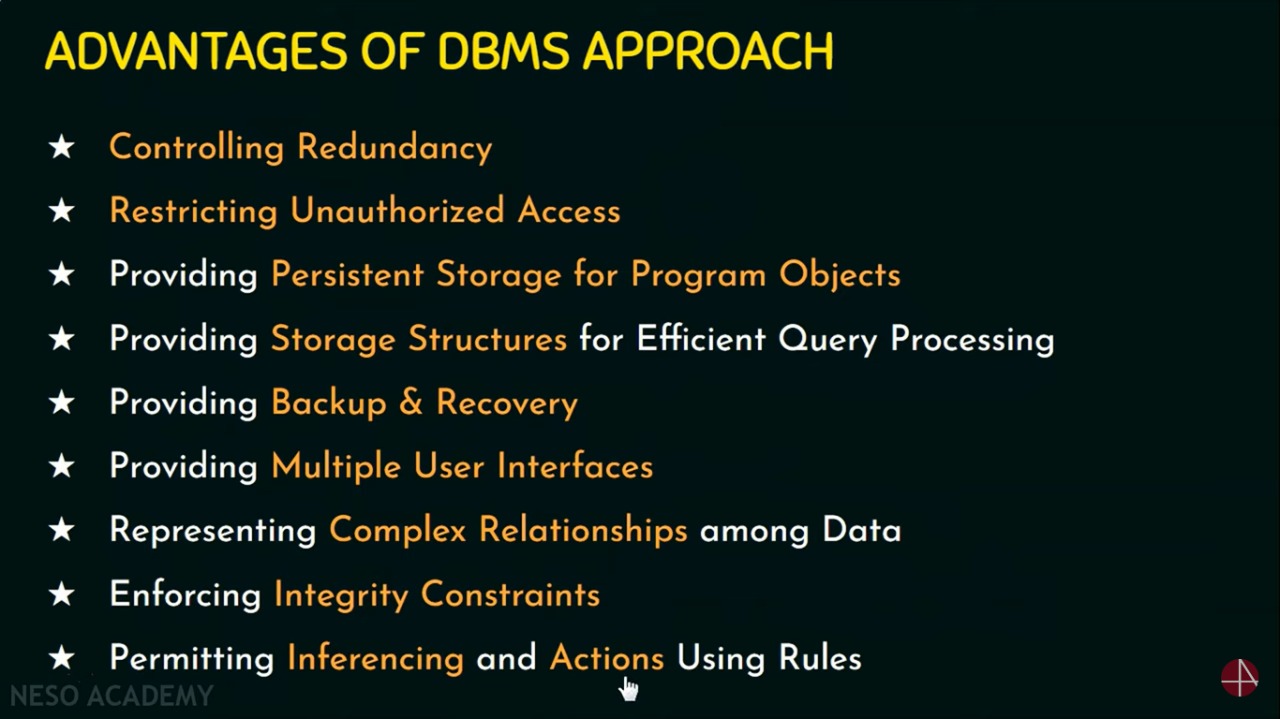 ADVANTAGES OF DBMS APPROACH
★ Controlling Redundancy
★ Restricting Unauthorized Access
★ Providing Persistent Storage for Program Objects
★ Providing Storage Structures for Efficient Query Processing
★ Providing Backup & Recovery
★ Providing Multiple User Interfaces
★ Representing Complex Relationships among Data
★ Enforcing Integrity Constraints
★ Permitting Inferencing and Actions Using Rules
NESO ACADEMY